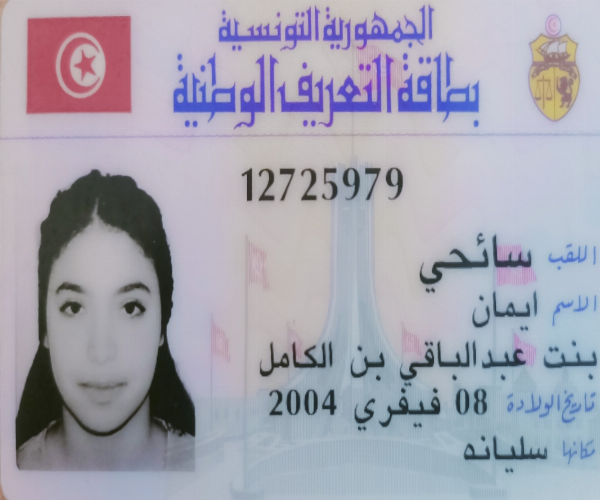 الجمهورية التونسية
بطاقة التعريف الوطنية
12725979
اللقب سائحي
الاسم ايمان
بنت عبدالباقي بن الكامل
تاريخ الولادة 08 فيفري 2004
مكانها سليانه